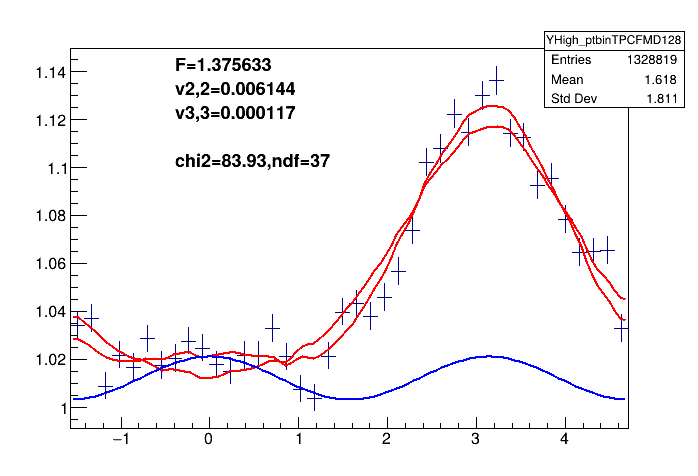 YHigh_ptbinTPCFMD128
Entries 1328819
Mean 1.618
Std Dev 1.811
F=1.375633
v2,2=0.006144
v3,3=0.000117
chi2=83.93,ndf=37
1.14
1.12
1.1
1.08
1.06
1.04
1.02
1
−1 0 1 2 3 4